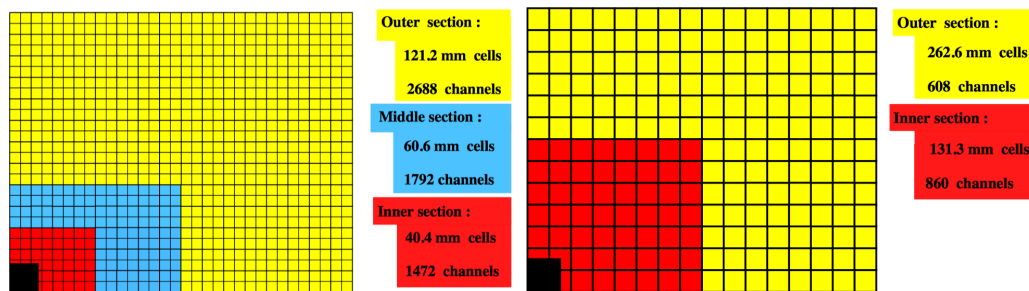 Outer section :
121.2 mm cells
2688 channels
Middle section :
60.6 mm cells
1792 channels
Inner section :
40.4 mm cells
1472 channels
Outer section :
262.6 mm cells
608 channels
Inner section :
131.3 mm cells
860 channels